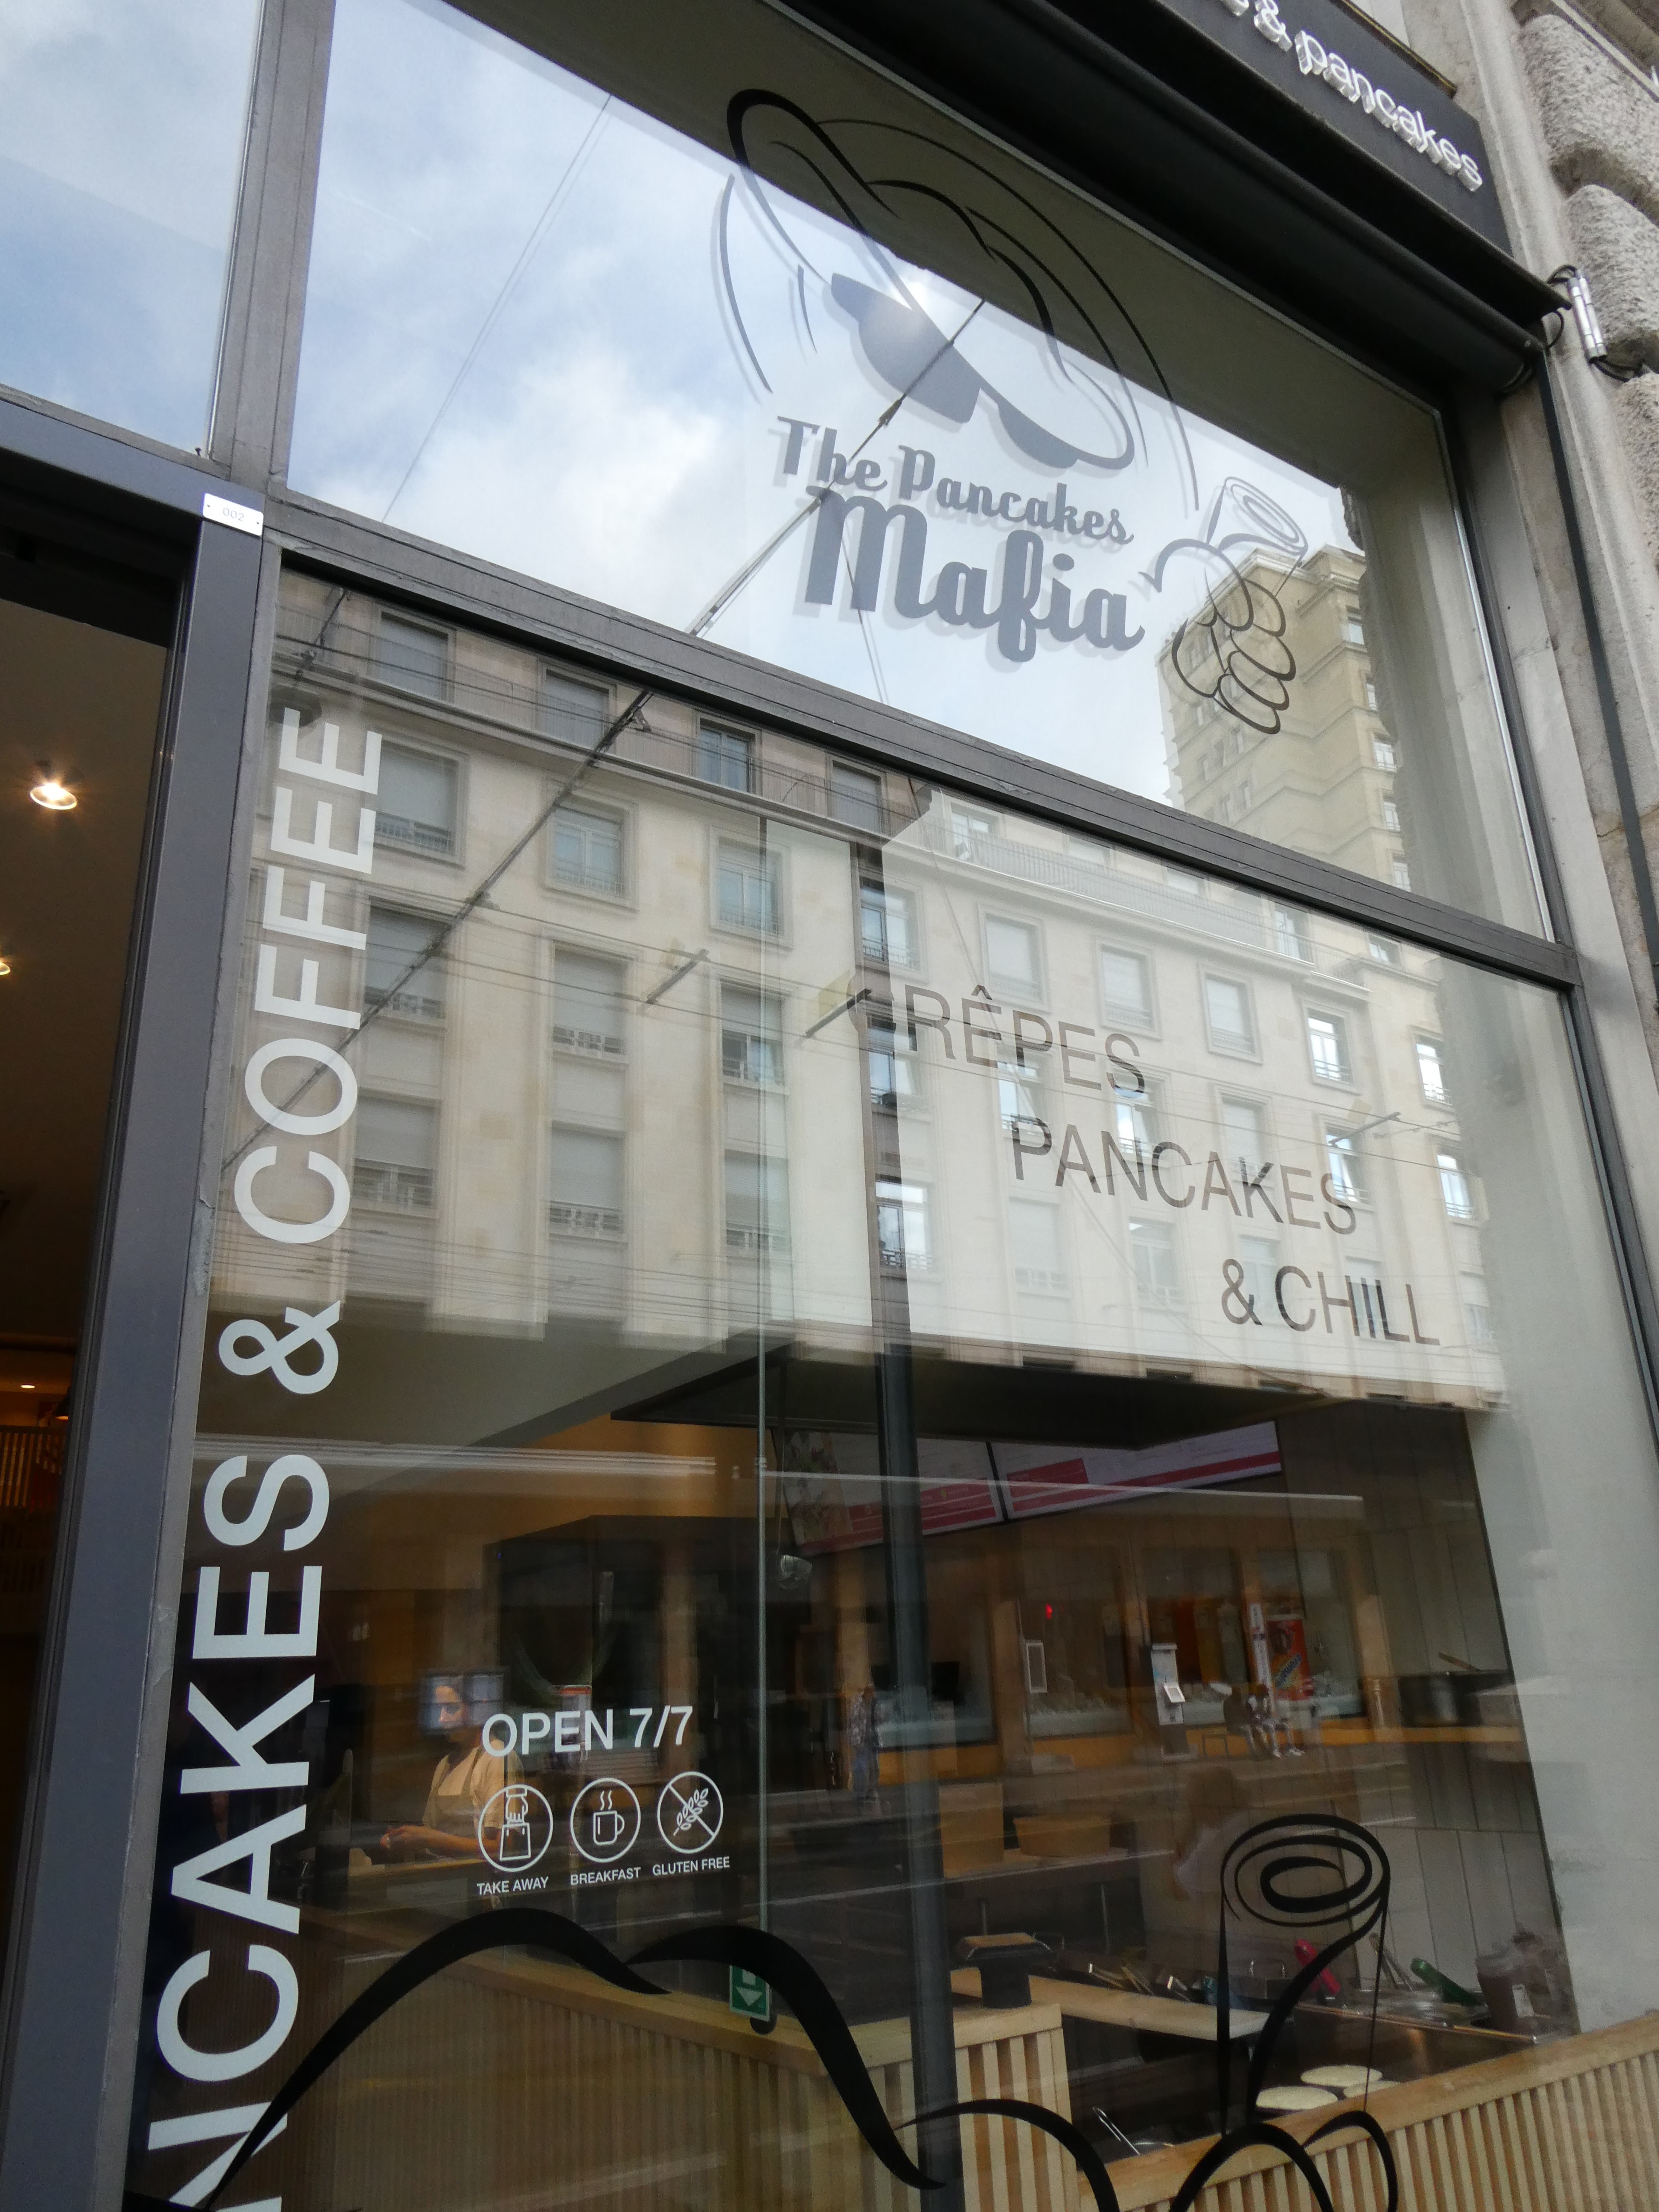 & pancakes
The Pancakes
Mafia
002
NCAKES & COFFEE
CRÊPES
PANCAKES
& CHILL
OPEN 7/7
TAKE AWAY
BREAKFAST
GLUTEN FREE